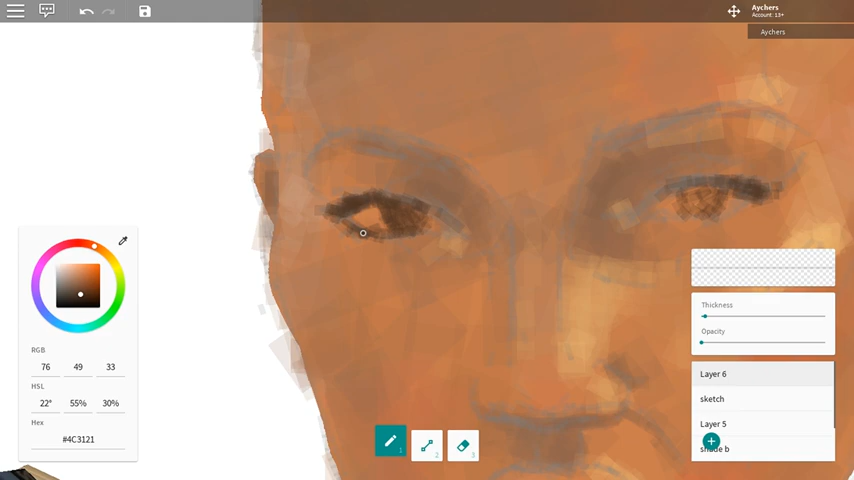 Aychers
Account: 13+
Aychers
RGB
76 49 33
HSL
22° 55% 30%
Hex
#4C3121
1
2
3
Thickness
Opacity
Layer 6
sketch
Layer 5
shade b